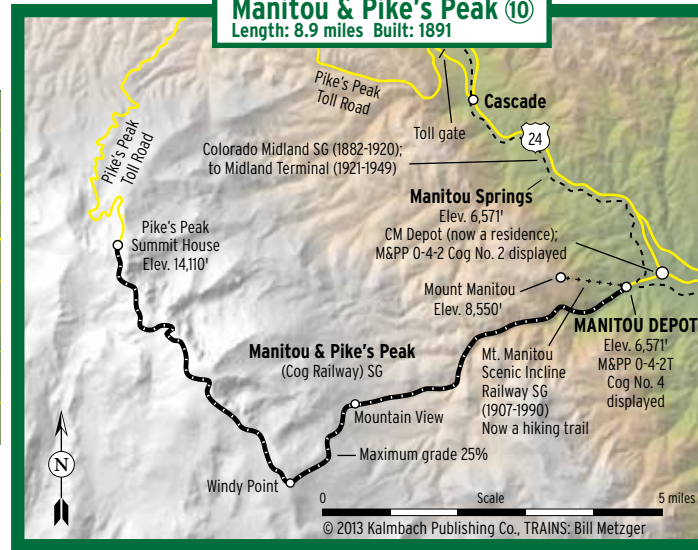 Manitou & Pike's Peak 10
Length: 8.9 miles Built: 1891
Pike's Peak
Toll Road
Cascade
Toll gate
24
Pike's Peak
Toll Road
Colorado Midland SG (1882-1920);
to Midland Terminal (1921-1949)
Manitou Springs
Elev. 6,571'
CM Depot (now a residence);
M&PP 0-4-2 Cog No. 2 displayed
Pike's Peak
Summit House
Elev. 14,110'
Mount Manitou
Elev. 8,550'
MANITOU DEPOT
Elev. 6,571'
M&PP 0-4-2T
Cog No. 4
displayed
Manitou & Pike's Peak
(Cog Railway) SG
Mt. Manitou
Scenic Incline
Railway SG
(1907-1990)
Now a hiking trail
Mountain View
Maximum grade 25%
Windy Point
N
0 Scale 5 miles
© 2013 Kalmbach Publishing Co., TRAINS: Bill Metzger